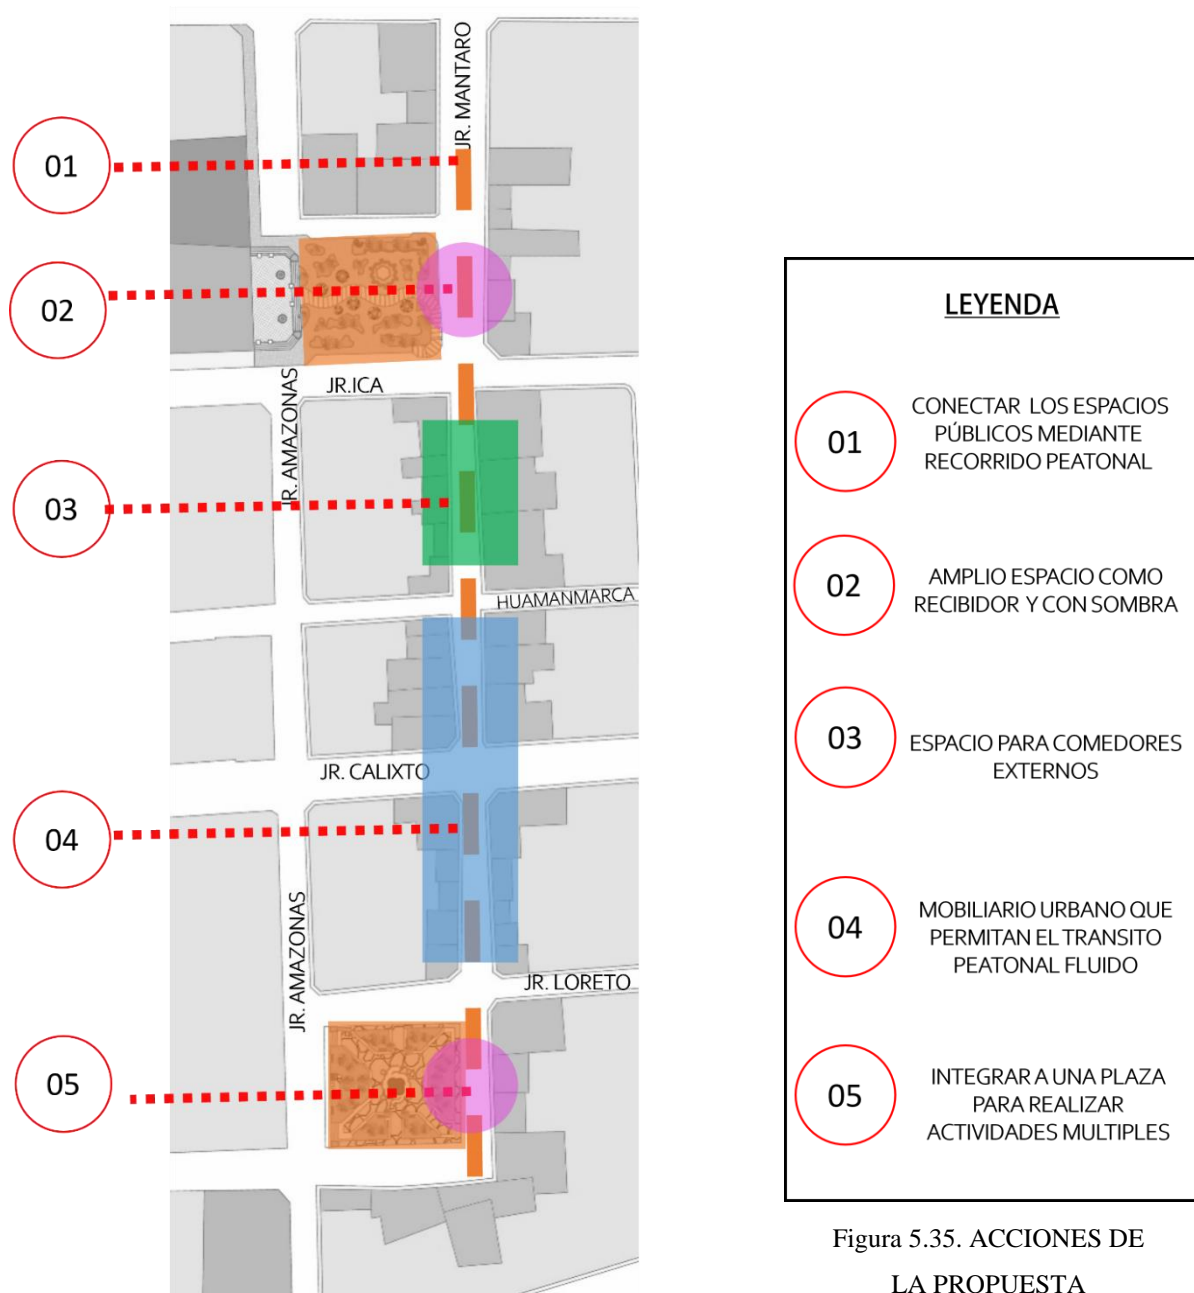 JR. MANTARO
01
02
JR.ICA
JR. AMAZONAS
03
HUAMANMARCA
JR. CALIXTO
04
JR. AMAZONAS
JR. LORETO
05
LEYENDA
01
CONECTAR LOS ESPACIOS
PÚBLICOS MEDIANTE
RECORRIDO PEATONAL
02
AMPLIO ESPACIO COMO
RECIBIDOR Y CON SOMBRA
03
ESPACIO PARA COMEDORES
EXTERNOS
04
MOBILIARIO URBANO QUE
PERMITAN EL TRANSITO
PEATONAL FLUIDO
05
INTEGRAR A UNA PLAZA
PARA REALIZAR
ACTIVIDADES MULTIPLES
Figura 5.35. ACCIONES DE
LA PROPUESTA